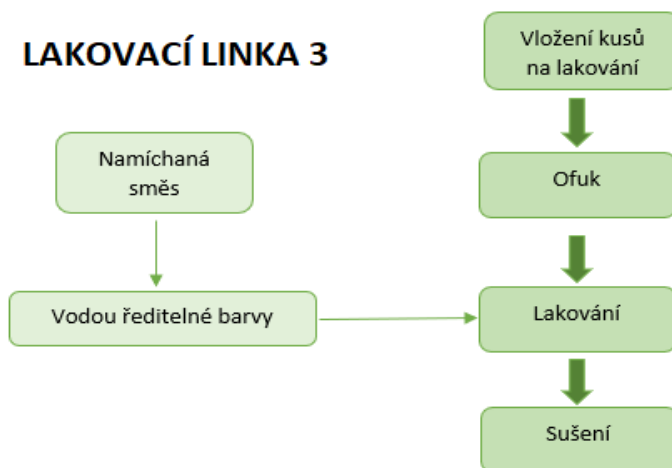 LAKOVACÍ LINKA 3
Vložení kusů
na lakování
Namíchaná
směs
Ofuk
Vodou ředitelné barvy
Lakování
Sušení